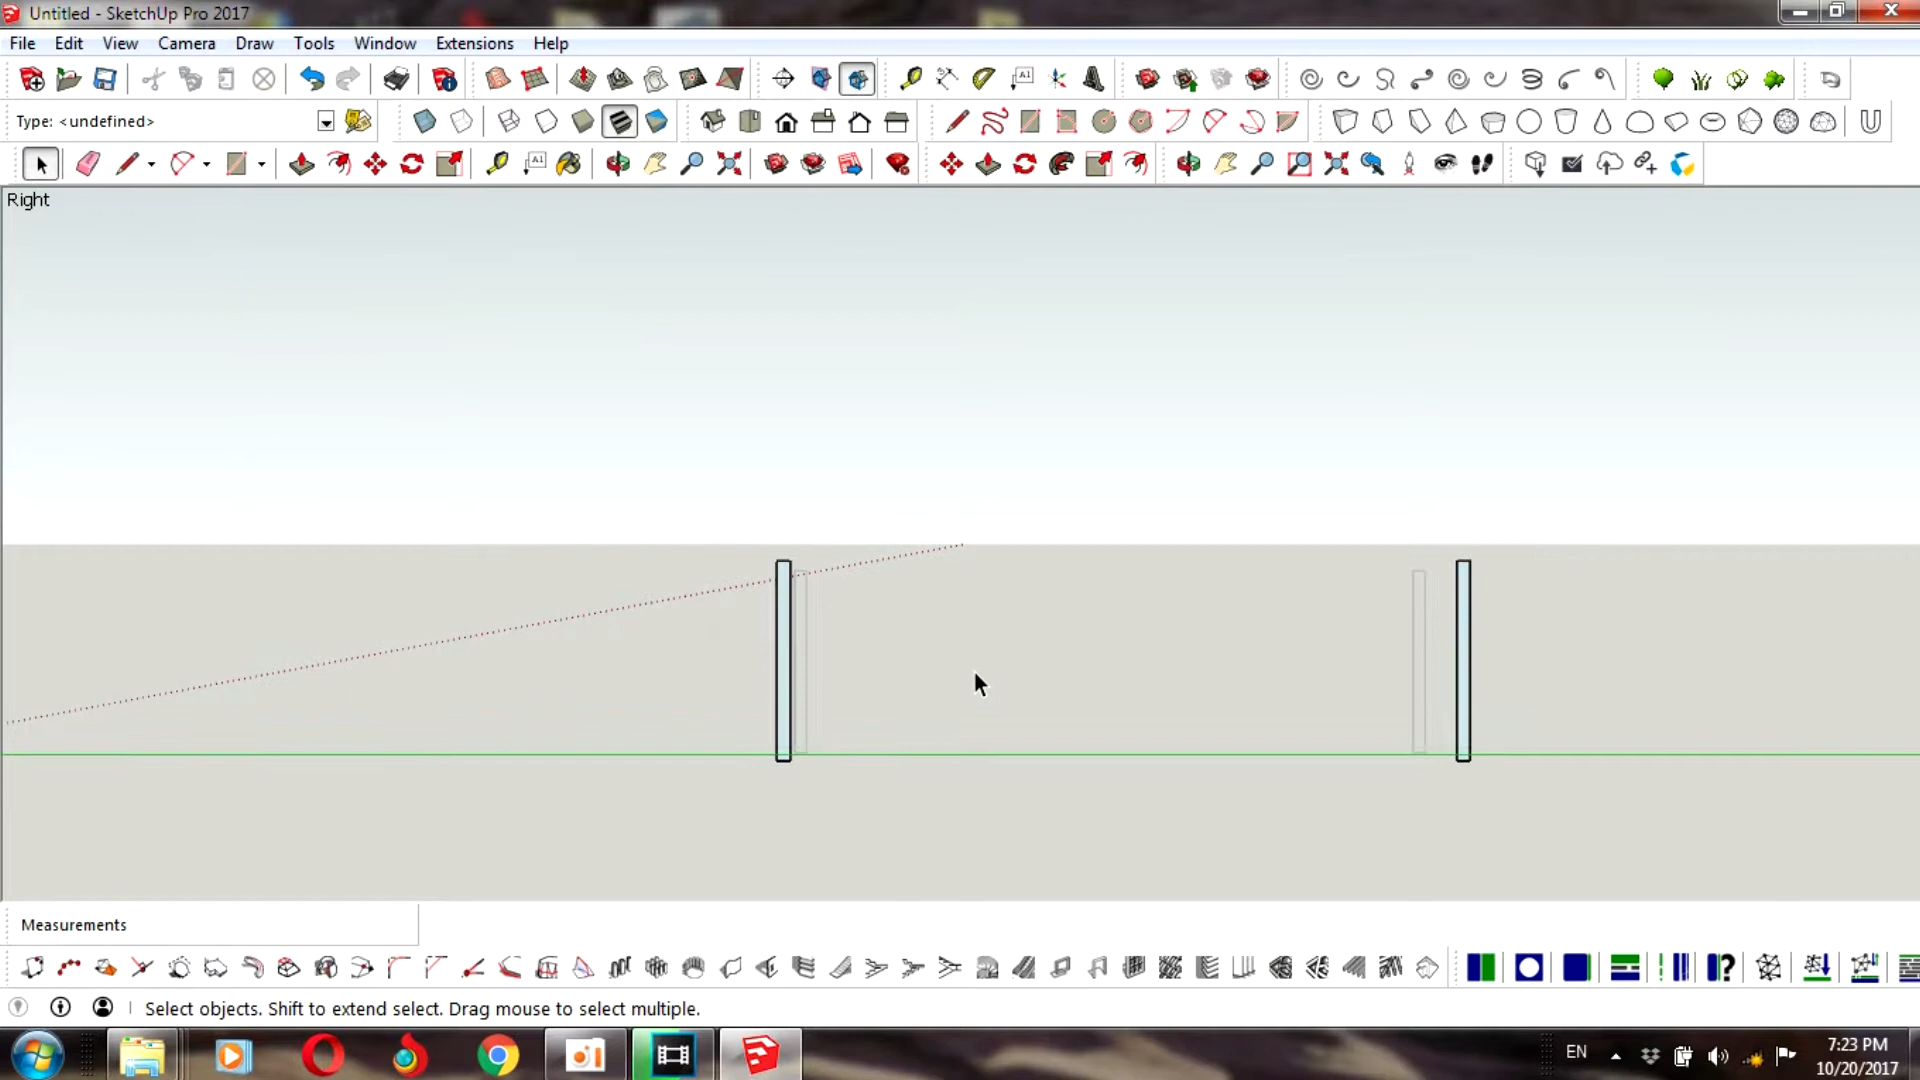 Untitled - SketchUp Pro 2017
File Edit View Camera Draw Tools Window Extensions Help
Type: <undefined>
Right
Measurements
Select objects. Shift to extend select. Drag mouse to select multiple.
EN
7:23 PM
10/20/2017